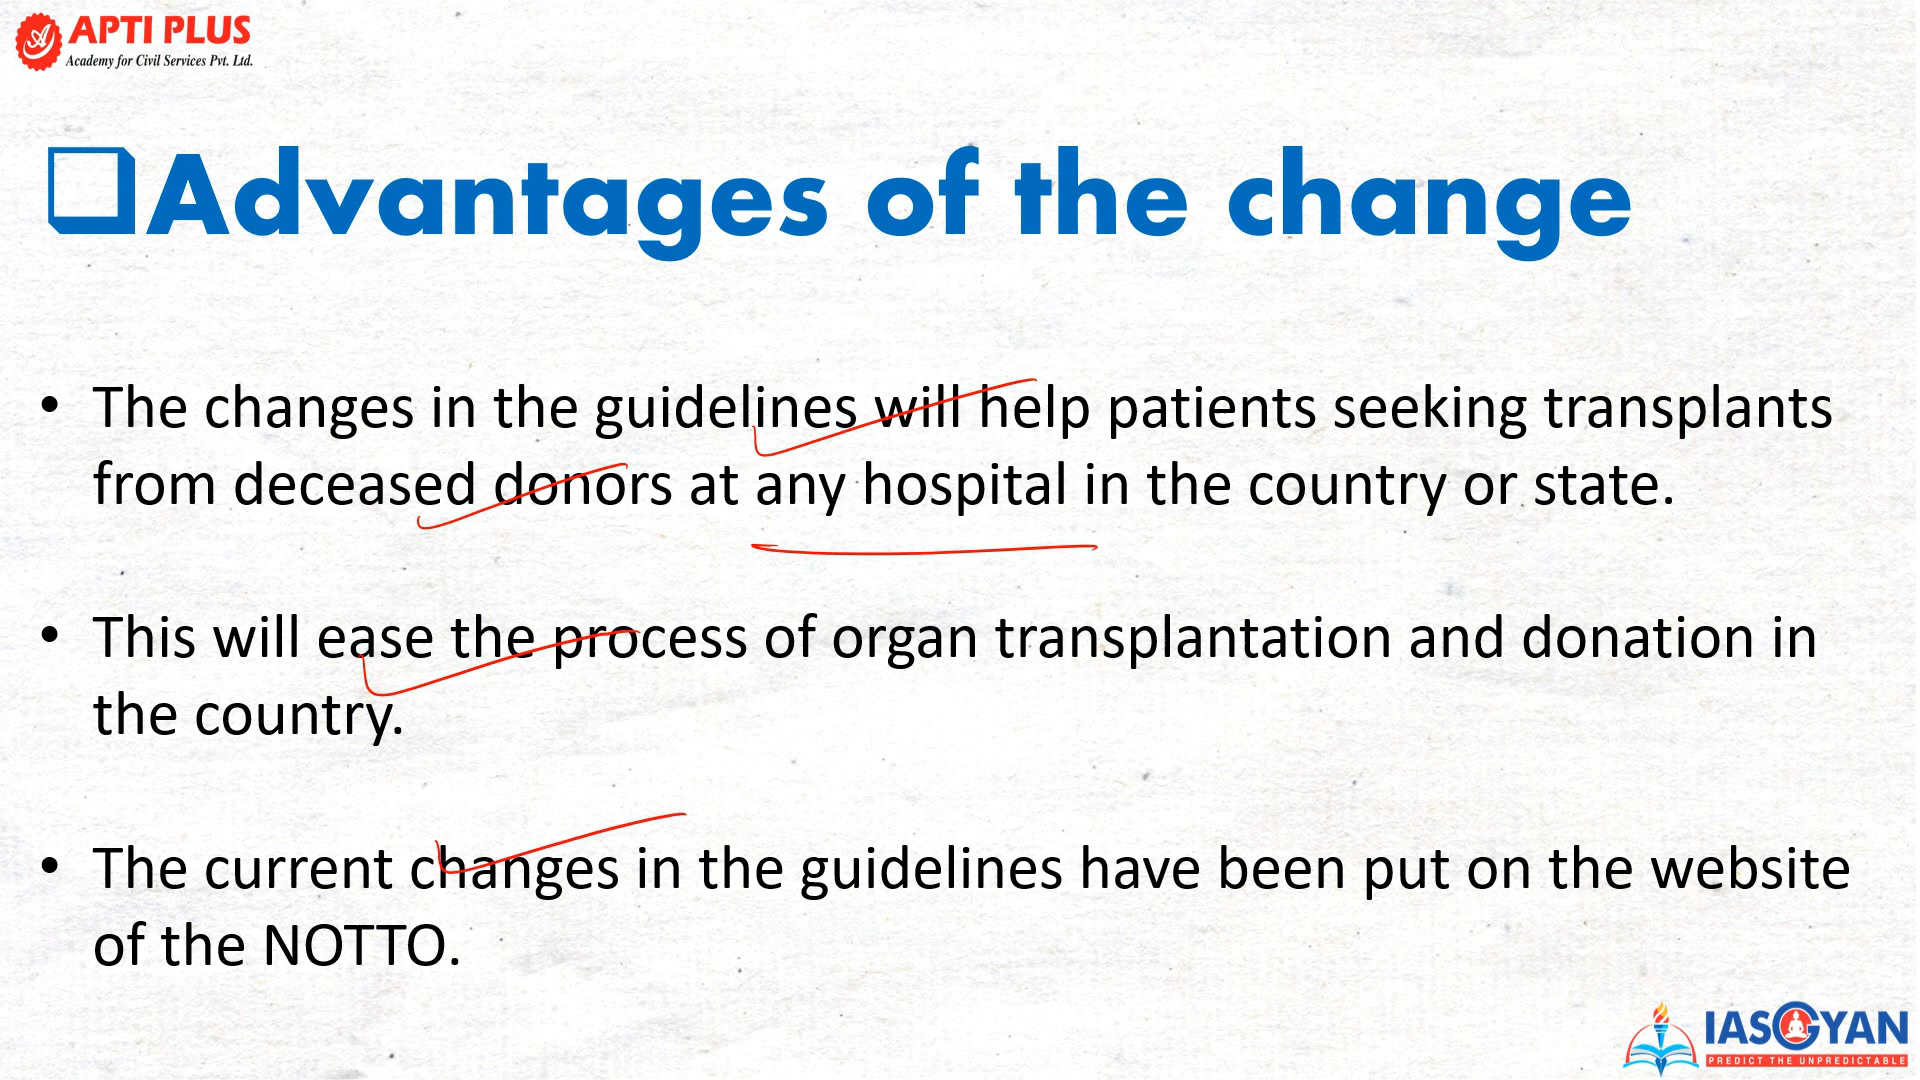 APTI PLUS
Academy for Civil Services Pvt. Ltd.
Advantages of the change
• The changes in the guidelines will help patients seeking transplants
from deceased donors at any hospital in the country or state.
• This will ease the process of organ transplantation and donation in
the country.
• The current changes in the guidelines have been put on the website
of the NOTTO.
IASGYAN
PREDICT THE UNPREDICTABLE